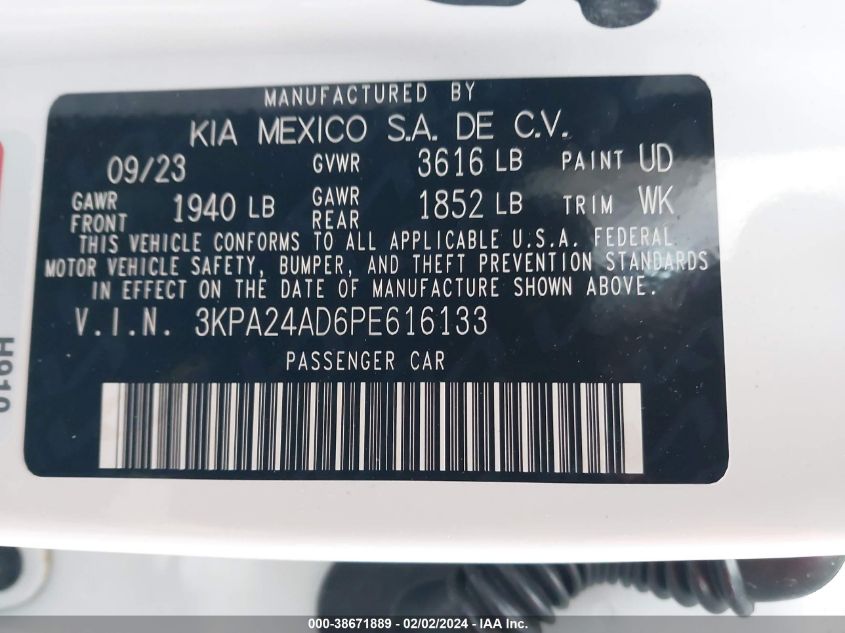 MANUFACTURED BY
KIA MEXICO S.A. DE C.V.
09/23 GVWR 3616 LB PAINT UD
GAWR FRONT 1940 LB GAWR REAR 1852 LB TRIM WK
THIS VEHICLE CONFORMS TO ALL APPLICABLE U.S.A. FEDERAL
MOTOR VEHICLE SAFETY, BUMPER, AND THEFT PREVENTION STANDARDS
IN EFFECT ON THE DATE OF MANUFACTURE SHOWN ABOVE.
V.I.N. 3KPA24AD6PE616133
PASSENGER CAR
000-38671889 - 02/02/2024 - IAA Inc.